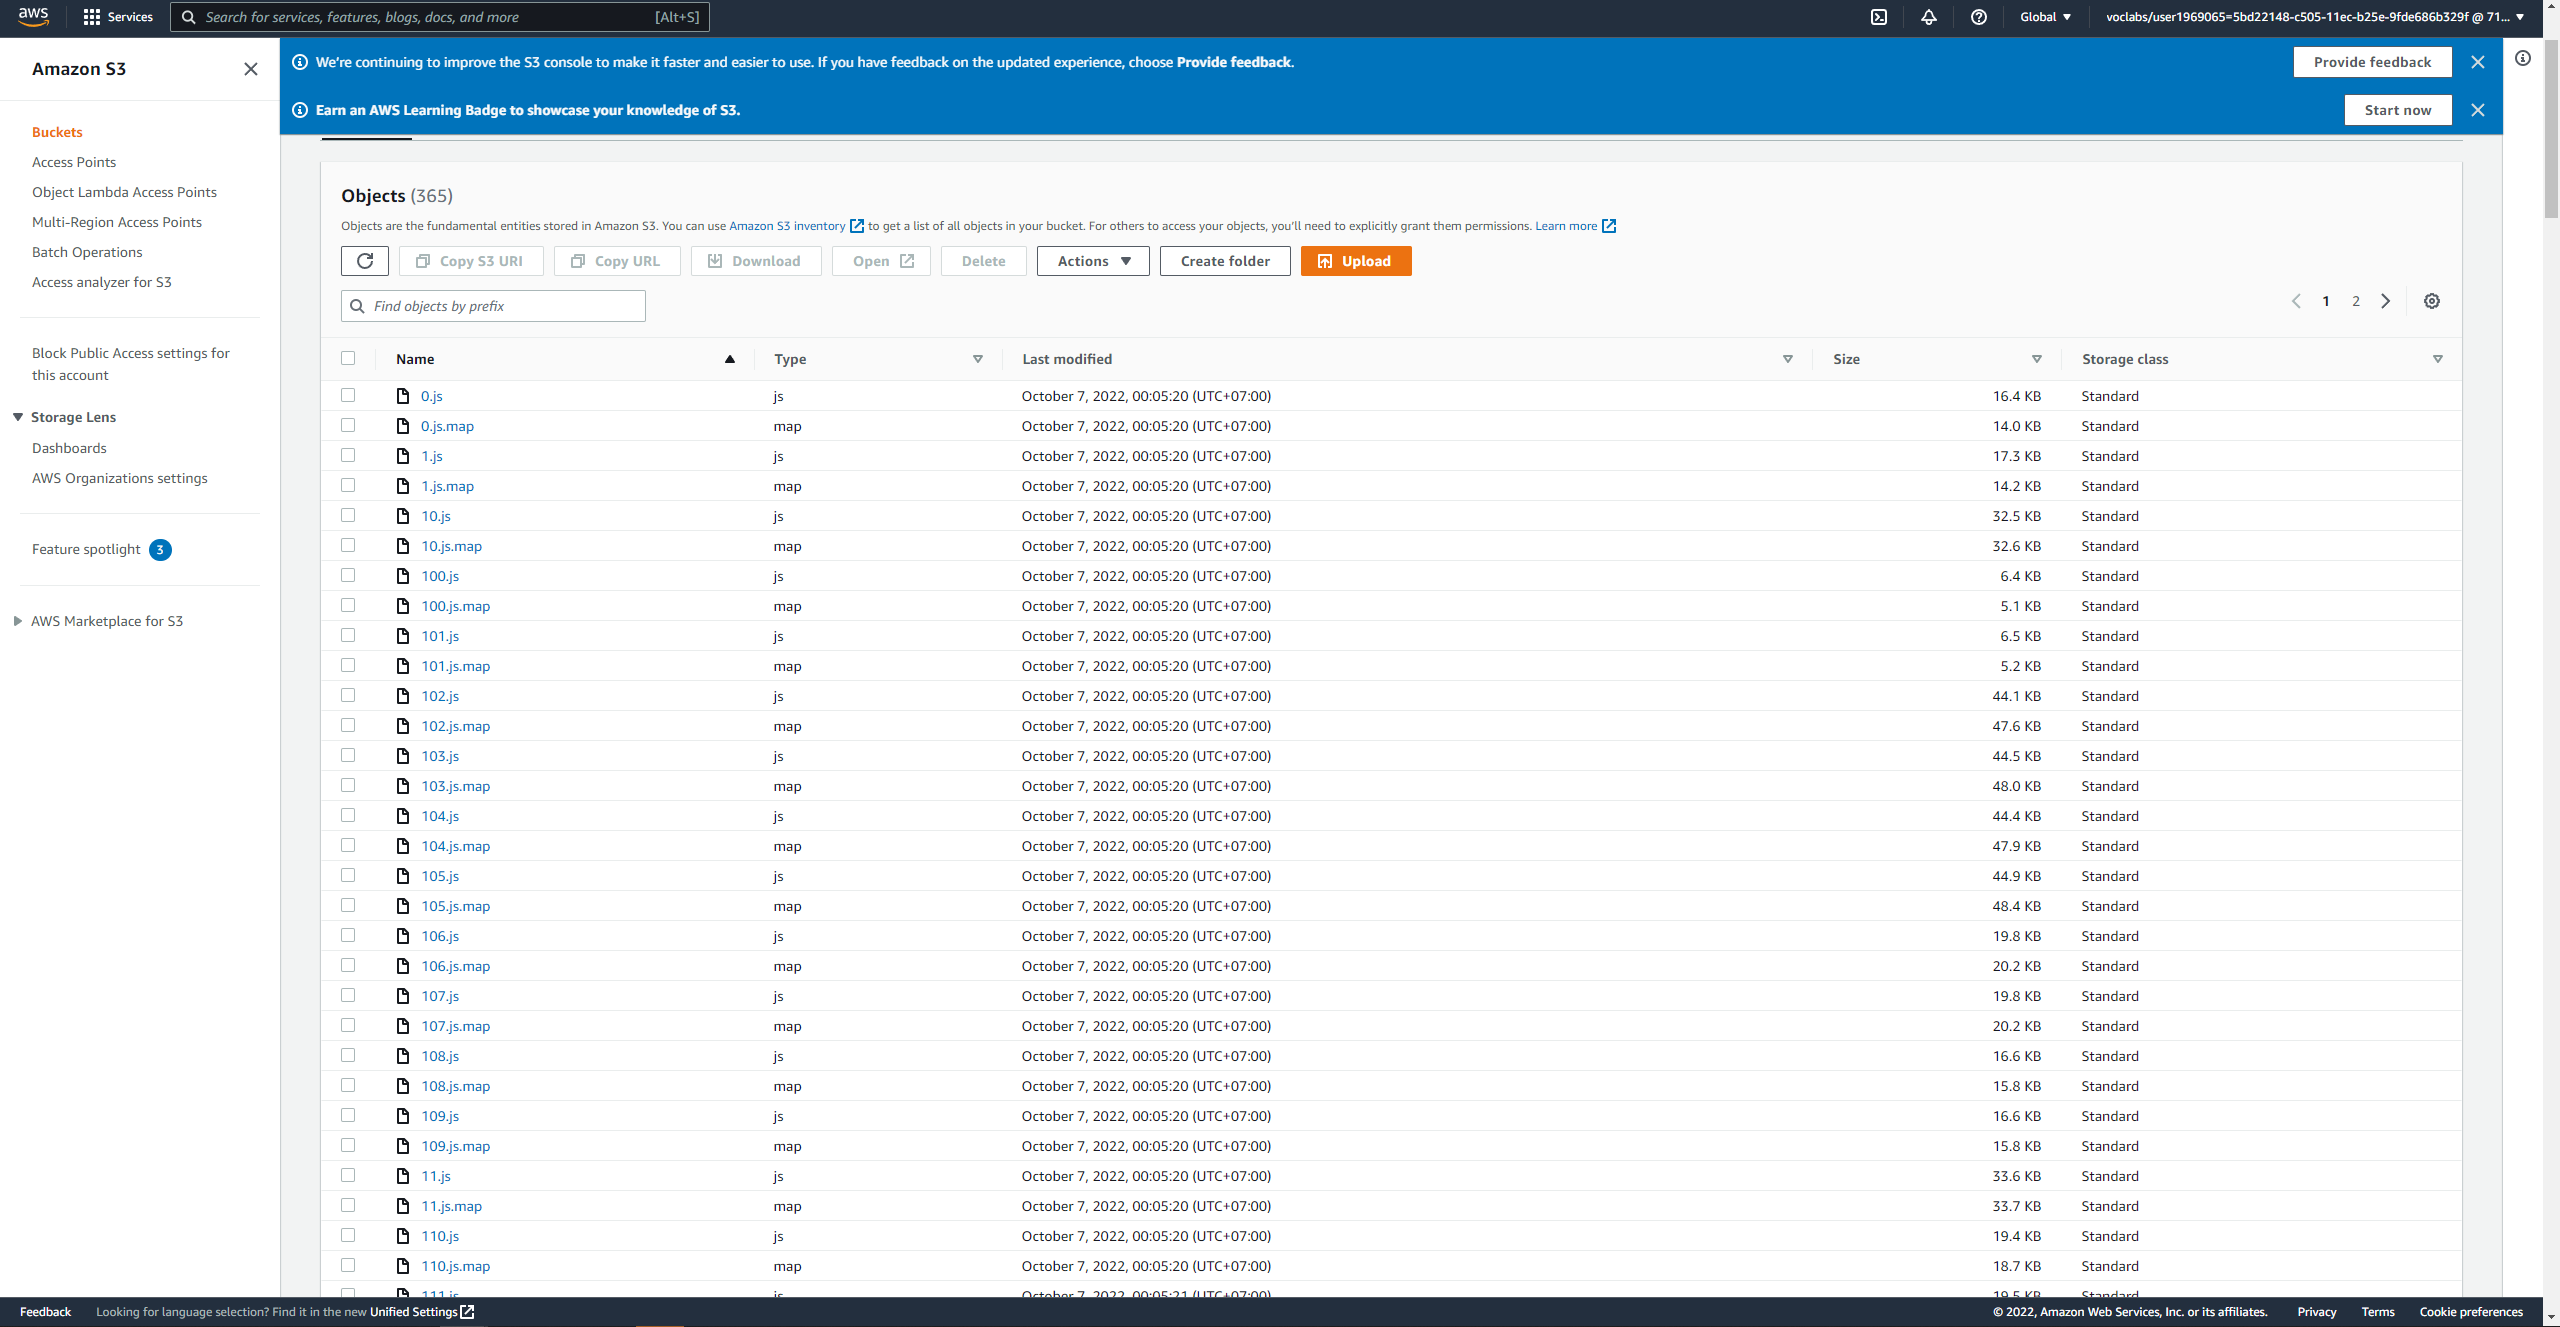 aws Services Search for services, features, blogs, docs, and more [Alt+S] Global voclabs/user1969065=5bd22148-c505-11ec-b25e-9fde686b329f @ 71...
Amazon S3
Buckets
Access Points
Object Lambda Access Points
Multi-Region Access Points
Batch Operations
Access analyzer for S3
Block Public Access settings for
this account
Storage Lens
Dashboards
AWS Organizations settings
Feature spotlight 3
AWS Marketplace for S3
We're continuing to improve the S3 console to make it faster and easier to use. If you have feedback on the updated experience, choose Provide feedback. Provide feedback
Earn an AWS Learning Badge to showcase your knowledge of S3. Start now
Objects (365)
Objects are the fundamental entities stored in Amazon S3. You can use Amazon S3 inventory to get a list of all objects in your bucket. For others to access your objects, you'll need to explicitly grant them permissions. Learn more
Copy S3 URI Copy URL Download Open Delete Actions Create folder Upload
Find objects by prefix 1 2
Name Type Last modified Size Storage class
0.js js October 7, 2022, 00:05:20 (UTC+07:00) 16.4 KB Standard
0.js.map map October 7, 2022, 00:05:20 (UTC+07:00) 14.0 KB Standard
1.js js October 7, 2022, 00:05:20 (UTC+07:00) 17.3 KB Standard
1.js.map map October 7, 2022, 00:05:20 (UTC+07:00) 14.2 KB Standard
10.js js October 7, 2022, 00:05:20 (UTC+07:00) 32.5 KB Standard
10.js.map map October 7, 2022, 00:05:20 (UTC+07:00) 32.6 KB Standard
100.js js October 7, 2022, 00:05:20 (UTC+07:00) 6.4 KB Standard
100.js.map map October 7, 2022, 00:05:20 (UTC+07:00) 5.1 KB Standard
101.js js October 7, 2022, 00:05:20 (UTC+07:00) 6.5 KB Standard
101.js.map map October 7, 2022, 00:05:20 (UTC+07:00) 5.2 KB Standard
102.js js October 7, 2022, 00:05:20 (UTC+07:00) 44.1 KB Standard
102.js.map map October 7, 2022, 00:05:20 (UTC+07:00) 47.6 KB Standard
103.js js October 7, 2022, 00:05:20 (UTC+07:00) 44.5 KB Standard
103.js.map map October 7, 2022, 00:05:20 (UTC+07:00) 48.0 KB Standard
104.js js October 7, 2022, 00:05:20 (UTC+07:00) 44.4 KB Standard
104.js.map map October 7, 2022, 00:05:20 (UTC+07:00) 47.9 KB Standard
105.js js October 7, 2022, 00:05:20 (UTC+07:00) 44.9 KB Standard
105.js.map map October 7, 2022, 00:05:20 (UTC+07:00) 48.4 KB Standard
106.js js October 7, 2022, 00:05:20 (UTC+07:00) 19.8 KB Standard
106.js.map map October 7, 2022, 00:05:20 (UTC+07:00) 20.2 KB Standard
107.js js October 7, 2022, 00:05:20 (UTC+07:00) 19.8 KB Standard
107.js.map map October 7, 2022, 00:05:20 (UTC+07:00) 20.2 KB Standard
108.js js October 7, 2022, 00:05:20 (UTC+07:00) 16.6 KB Standard
108.js.map map October 7, 2022, 00:05:20 (UTC+07:00) 15.8 KB Standard
109.js js October 7, 2022, 00:05:20 (UTC+07:00) 16.6 KB Standard
109.js.map map October 7, 2022, 00:05:20 (UTC+07:00) 15.8 KB Standard
11.js js October 7, 2022, 00:05:20 (UTC+07:00) 33.6 KB Standard
11.js.map map October 7, 2022, 00:05:20 (UTC+07:00) 33.7 KB Standard
110.js js October 7, 2022, 00:05:20 (UTC+07:00) 19.4 KB Standard
110.js.map map October 7, 2022, 00:05:20 (UTC+07:00) 18.7 KB Standard
111.js js October 7, 2022, 00:05:21 (UTC+07:00) 19.5 KB Standard
Feedback Looking for language selection? Find it in the new Unified Settings © 2022, Amazon Web Services, Inc. or its affiliates. Privacy Terms Cookie preferences